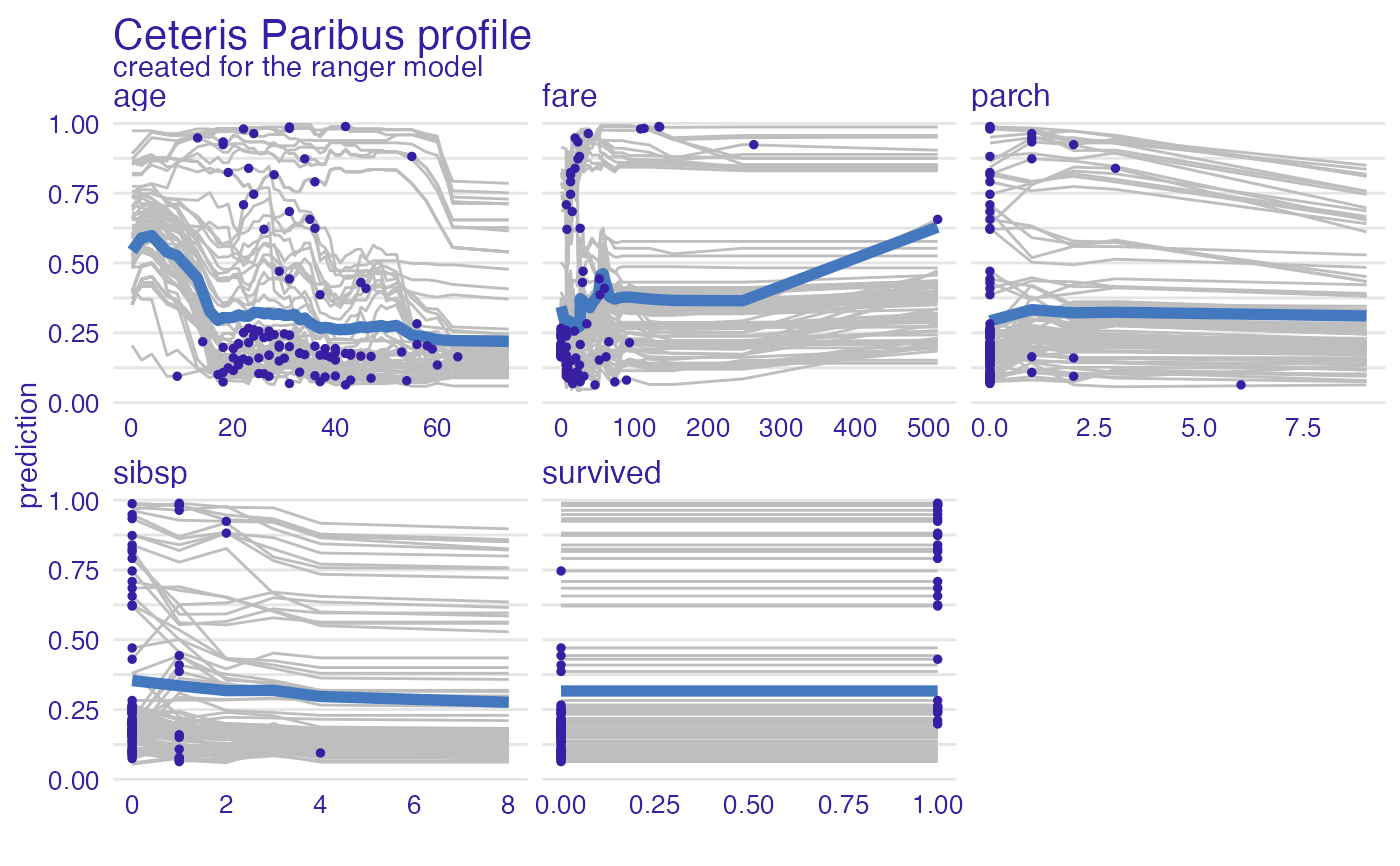 Ceteris Paribus profile
created for the ranger model
age fare parch
1.00
0.75
0.50
0.25
0.00
0 20 40 60 0 100 200 300 400 500 0.0 2.5 5.0 7.5
prediction
sibsp survived
1.00
0.75
0.50
0.25
0.00
0 2 4 6 8 0.00 0.25 0.50 0.75 1.00